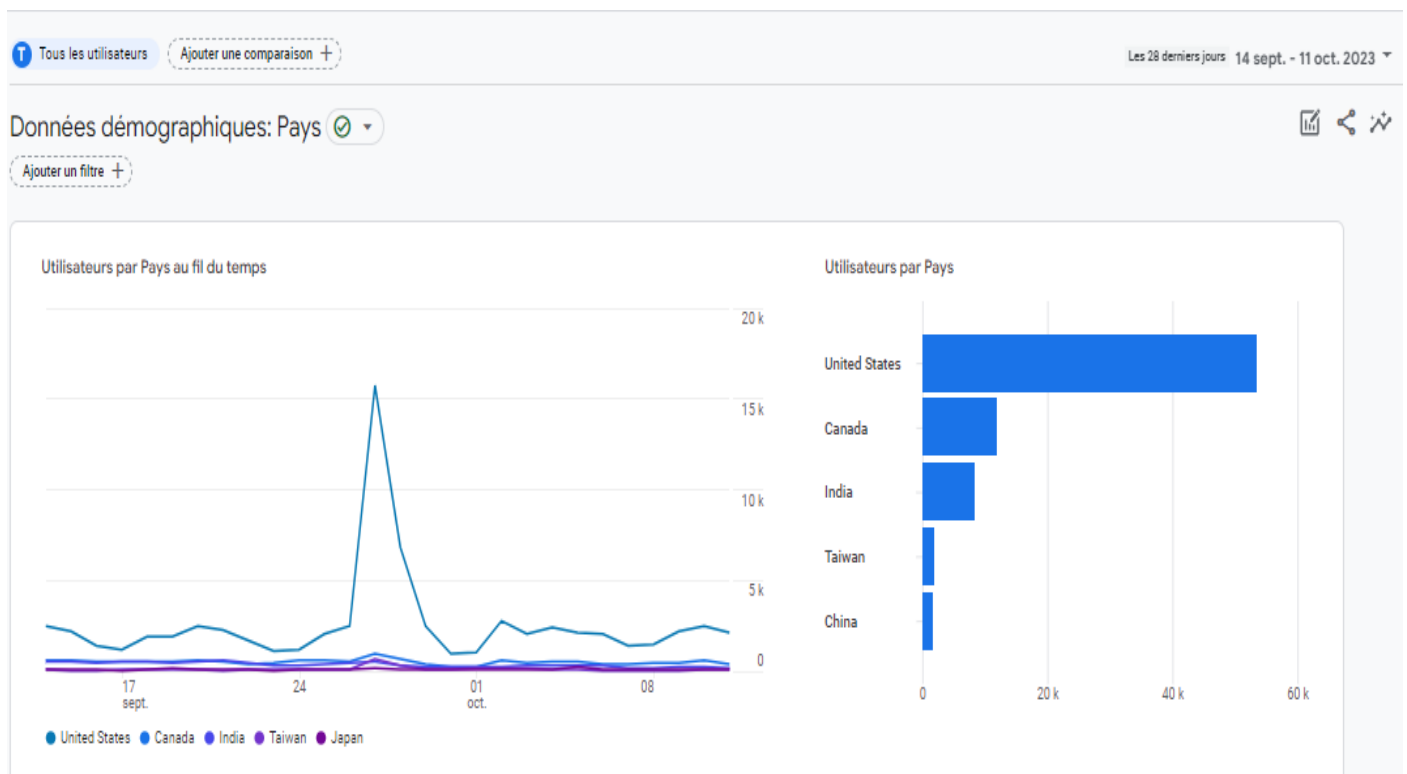 T Tous les utilisateurs Ajouter une comparaison +
Les 28 derniers jours 14 sept. - 11 oct. 2023
Données démographiques: Pays
Ajouter un filtre +
Utilisateurs par Pays au fil du temps
20 k
15 k
10 k
5 k
0
17 sept.
24
01 oct.
08
United States Canada India Taiwan Japan
Utilisateurs par Pays
United States
Canada
India
Taiwan
China
0 20 k 40 k 60 k